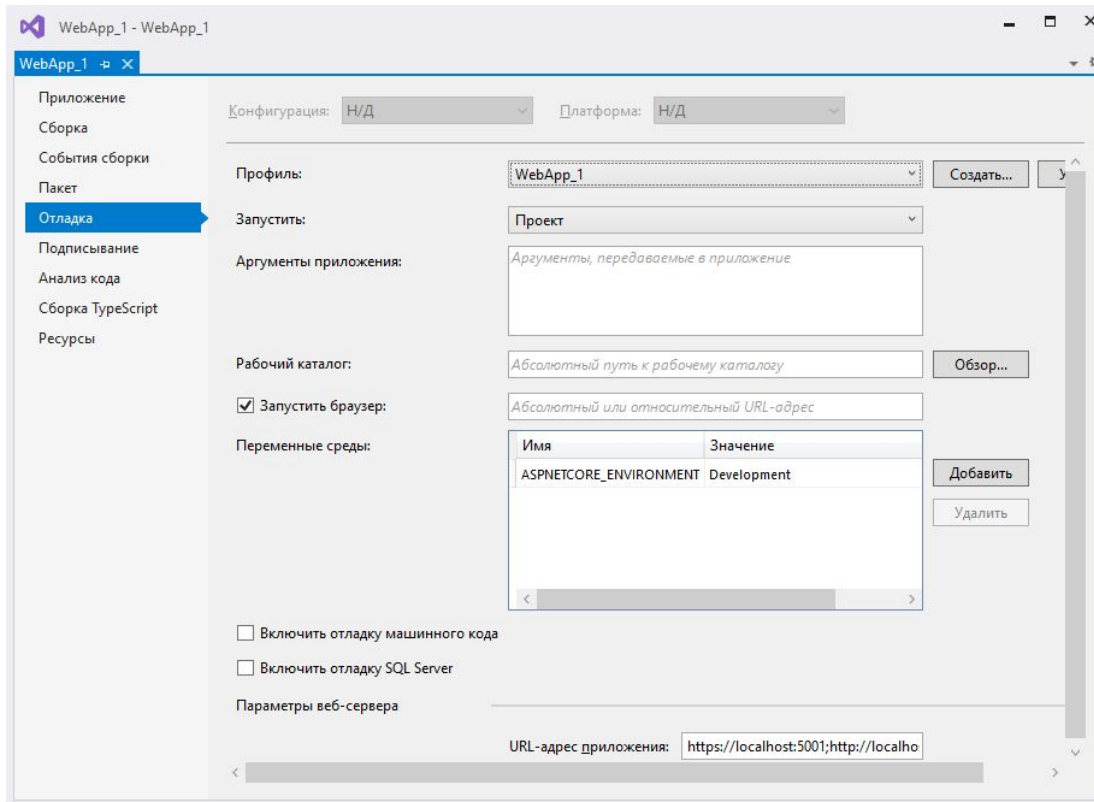 WebApp_1 - WebApp_1
WebApp_1
Приложение
Сборка
События сборки
Пакет
Отладка
Подписывание
Анализ кода
Сборка TypeScript
Ресурсы
Конфигурация: Н/Д Платформа: Н/Д
Профиль: WebApp_1 Создать... У
Запустить: Проект
Аргументы приложения: Аргументы, передаваемые в приложение
Рабочий каталог: Абсолютный путь к рабочему каталогу Обзор...
Запустить браузер: Абсолютный или относительный URL-адрес
Переменные среды: Имя Значение
ASPNETCORE_ENVIRONMENT Development Добавить
Удалить
Включить отладку машинного кода
Включить отладку SQL Server
Параметры веб-сервера
URL-адрес приложения: https://localhost:5001;http://localho